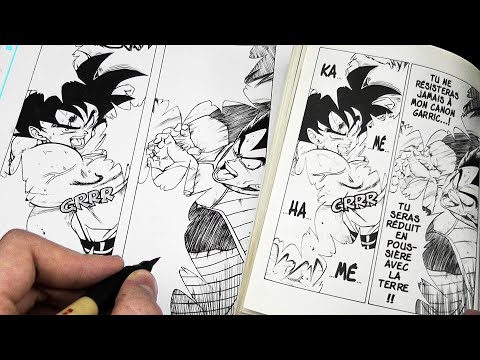 GRRR
KA...
MÉ..
GRRR
HA..
MÉ...
TU NE
RÉSISTERAS
JAMAIS À
MON CANON
GARRIC...!
TU
SERAS
RÉDUIT
EN
POUS-
SIÈRE
AVEC
LA
TERRE
!!